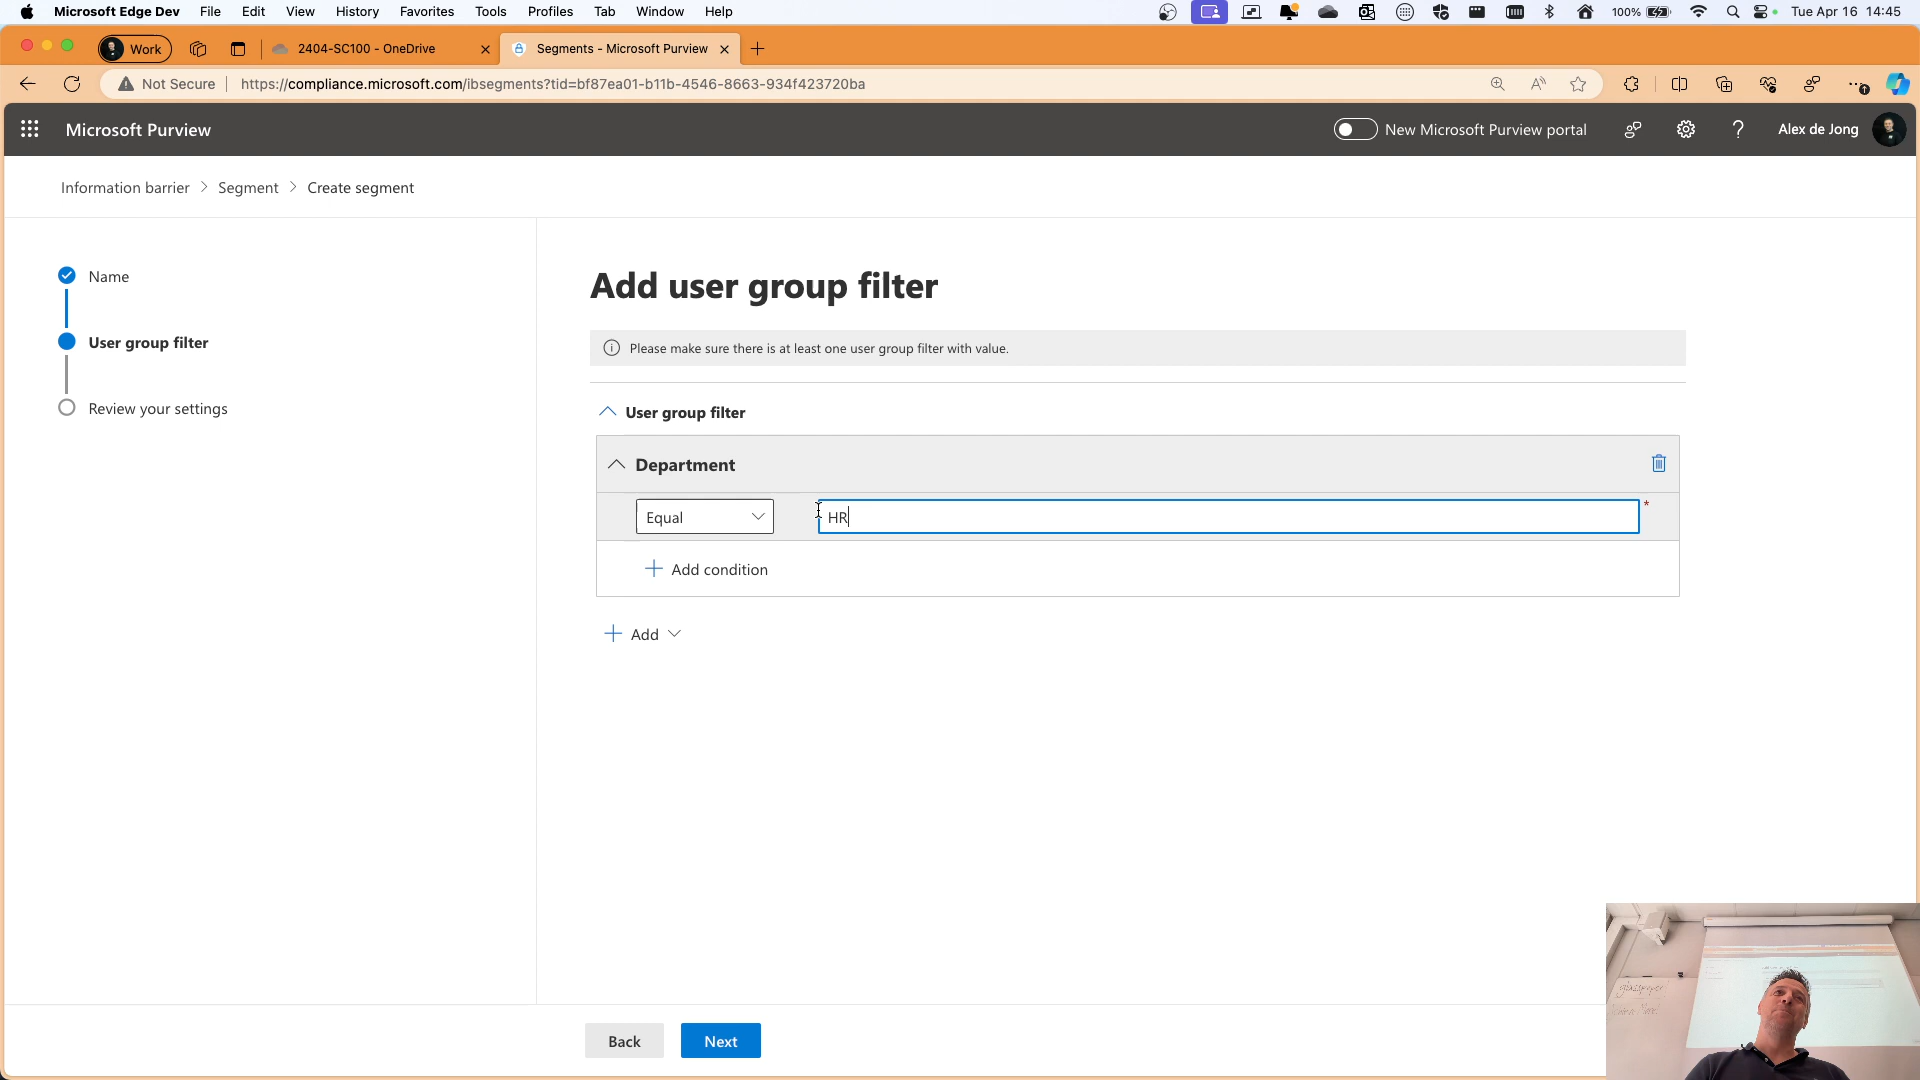 Microsoft Edge Dev File Edit View History Favorites Tools Profiles Tab Window Help 100% Tue Apr 16 14:45
Work 2404-SC100 - OneDrive Segments - Microsoft Purview
Not Secure https://compliance.microsoft.com/ibsegments?tid=bf87ea01-b11b-4546-8663-934f423720ba
Microsoft Purview New Microsoft Purview portal ? Alex de Jong
Information barrier > Segment > Create segment
Name
User group filter
Review your settings
Add user group filter
Please make sure there is at least one user group filter with value.
User group filter
Department
Equal HR *
Add condition
Add
Back Next
glasspaper